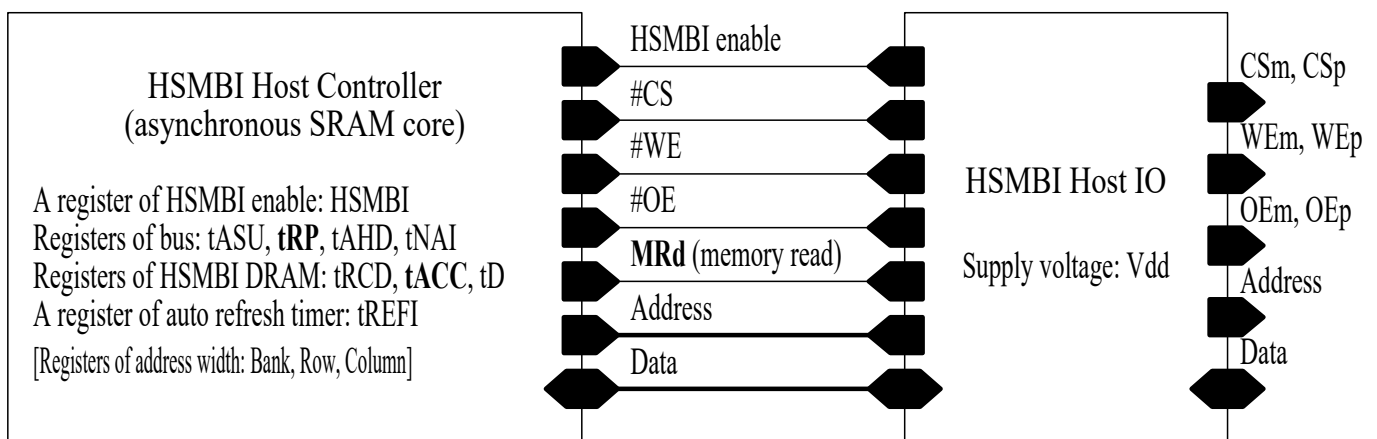 HSMBI Host Controller
(asynchronous SRAM core)
A register of HSMBI enable: HSMBI
Registers of bus: tASU, tRP, tAHD, tNAI
Registers of HSMBI DRAM: tRCD, tACC, tD
A register of auto refresh timer: tREFI
[Registers of address width: Bank, Row, Column]
HSMBI enable
#CS
#WE
#OE
MRd (memory read)
Address
Data
HSMBI Host IO
Supply voltage: Vdd
CSm, CSp
WEm, WEp
OEm, OEp
Address
Data